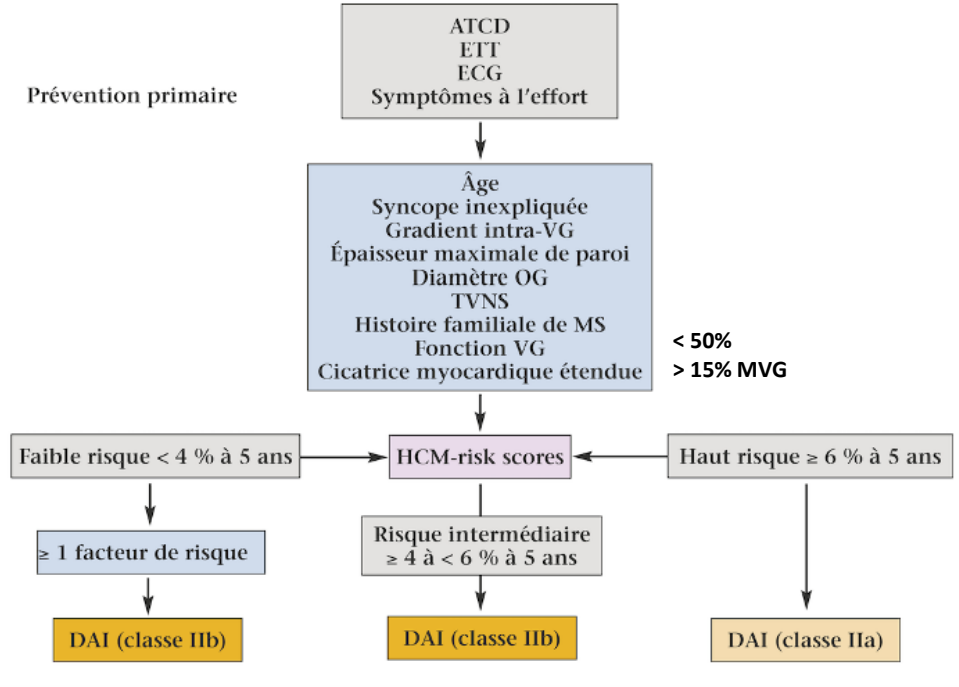 ATCD
ETT
ECG
Symptômes à l'effort
Prévention primaire
Âge
Syncope inexpliquée
Gradient intra-VG
Épaisseur maximale de paroi
Diamètre OG
TVNS
Histoire familiale de MS
Fonction VG
< 50%
Cicatrice myocardique étendue
> 15% MVG
Faible risque < 4 % à 5 ans
HCM-risk scores
Haut risque ≥ 6 % à 5 ans
≥ 1 facteur de risque
Risque intermédiaire
≥ 4 à < 6 % à 5 ans
DAI (classe IIb)
DAI (classe IIb)
DAI (classe IIa)